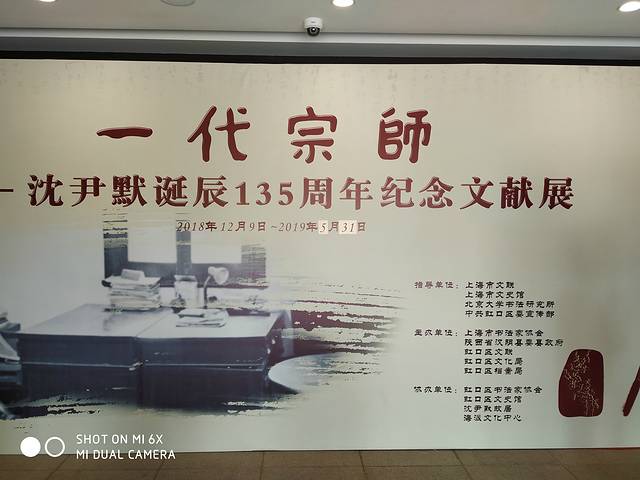 一代宗師
沈尹默诞辰135周年纪念文献展
2018年12月9日~2019年5月31日
指导单位：上海市文联
上海市文史馆
北京大学书法研究所
中共虹口区委宣传部
主办单位：上海市书法家协会
陕西省汉阴县委县政府
虹口区文联
虹口区文化局
虹口区档案局
协办单位：虹口区书法家协会
虹口区文史馆
沈尹默故居
海派文化中心
SHOT ON MI 6X
MI DUAL CAMERA